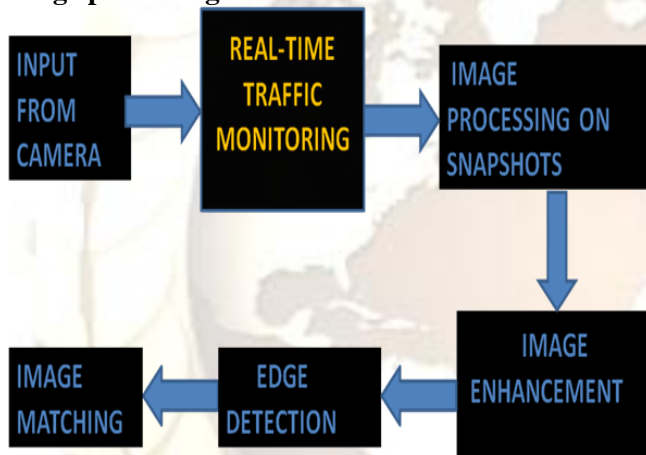 INPUT
FROM
CAMERA
REAL-TIME
TRAFFIC
MONITORING
IMAGE
PROCESSING ON
SNAPSHOTS
IMAGE
ENHANCEMENT
EDGE
DETECTION
IMAGE
MATCHING